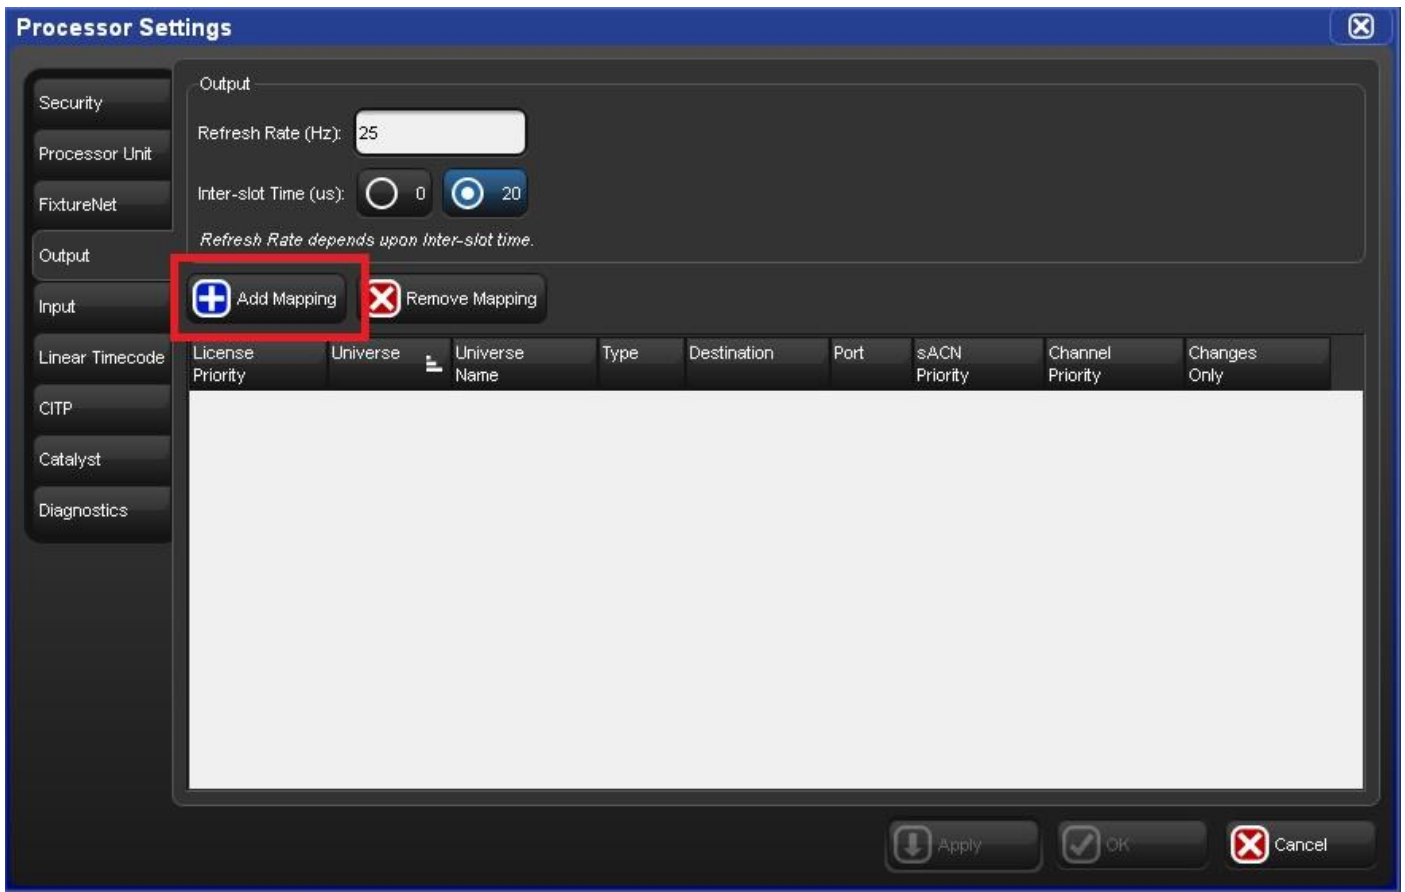 Processor Settings
Security
Processor Unit
FixtureNet
Output
Input
Linear Timecode
CITP
Catalyst
Diagnostics
Output
Refresh Rate (Hz): 25
Inter-slot Time (us): 0 20
Refresh Rate depends upon Inter-slot time.
Add Mapping Remove Mapping
License Priority Universe Universe Name Type Destination Port sACN Priority Channel Priority Changes Only
Apply OK Cancel